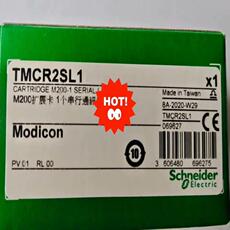 TMCR2SL1
x1
CARTRIDGE M200-1 SERIAL
M200扩展卡 1个串行通
Made in Taiwan
8A-2020-W29
TMCR2SL1
069627
HOT!
Modicon
10
PV:01 RL:00
3 606480 696275
Schneider
Electric